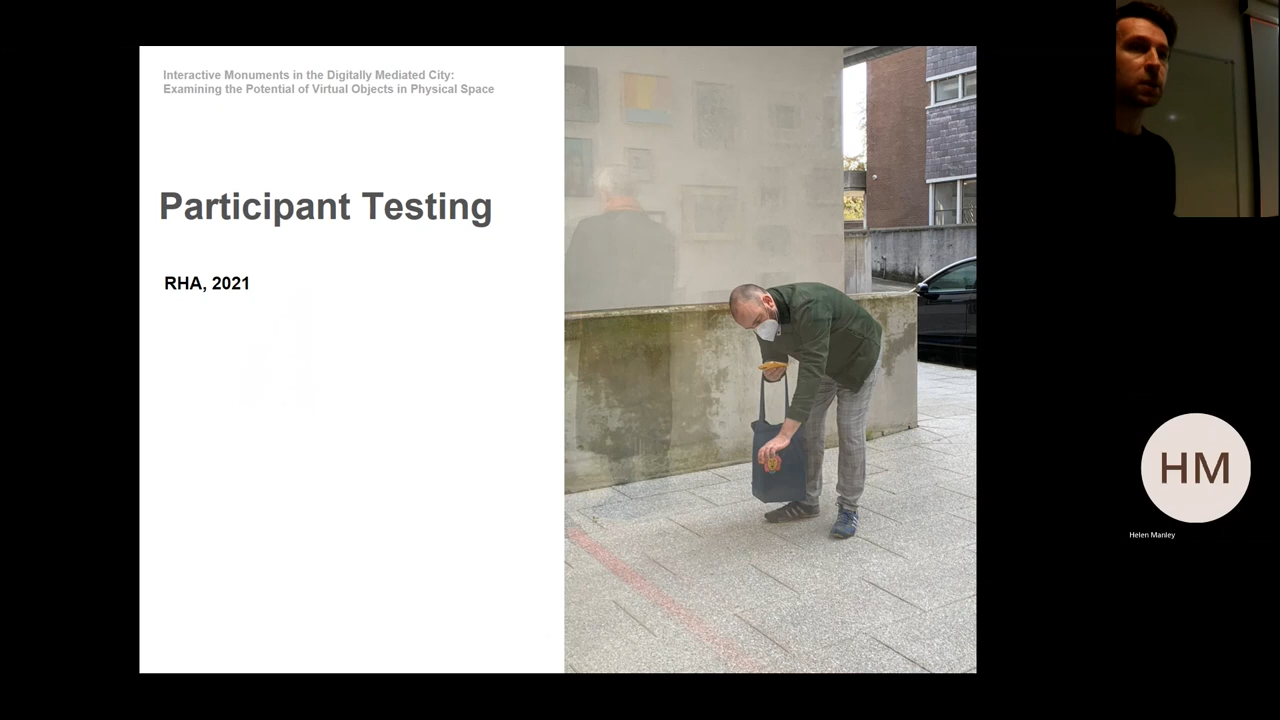 Interactive Monuments in the Digitally Mediated City:
Examining the Potential of Virtual Objects in Physical Space
Participant Testing
RHA, 2021
HM
Helen Manley